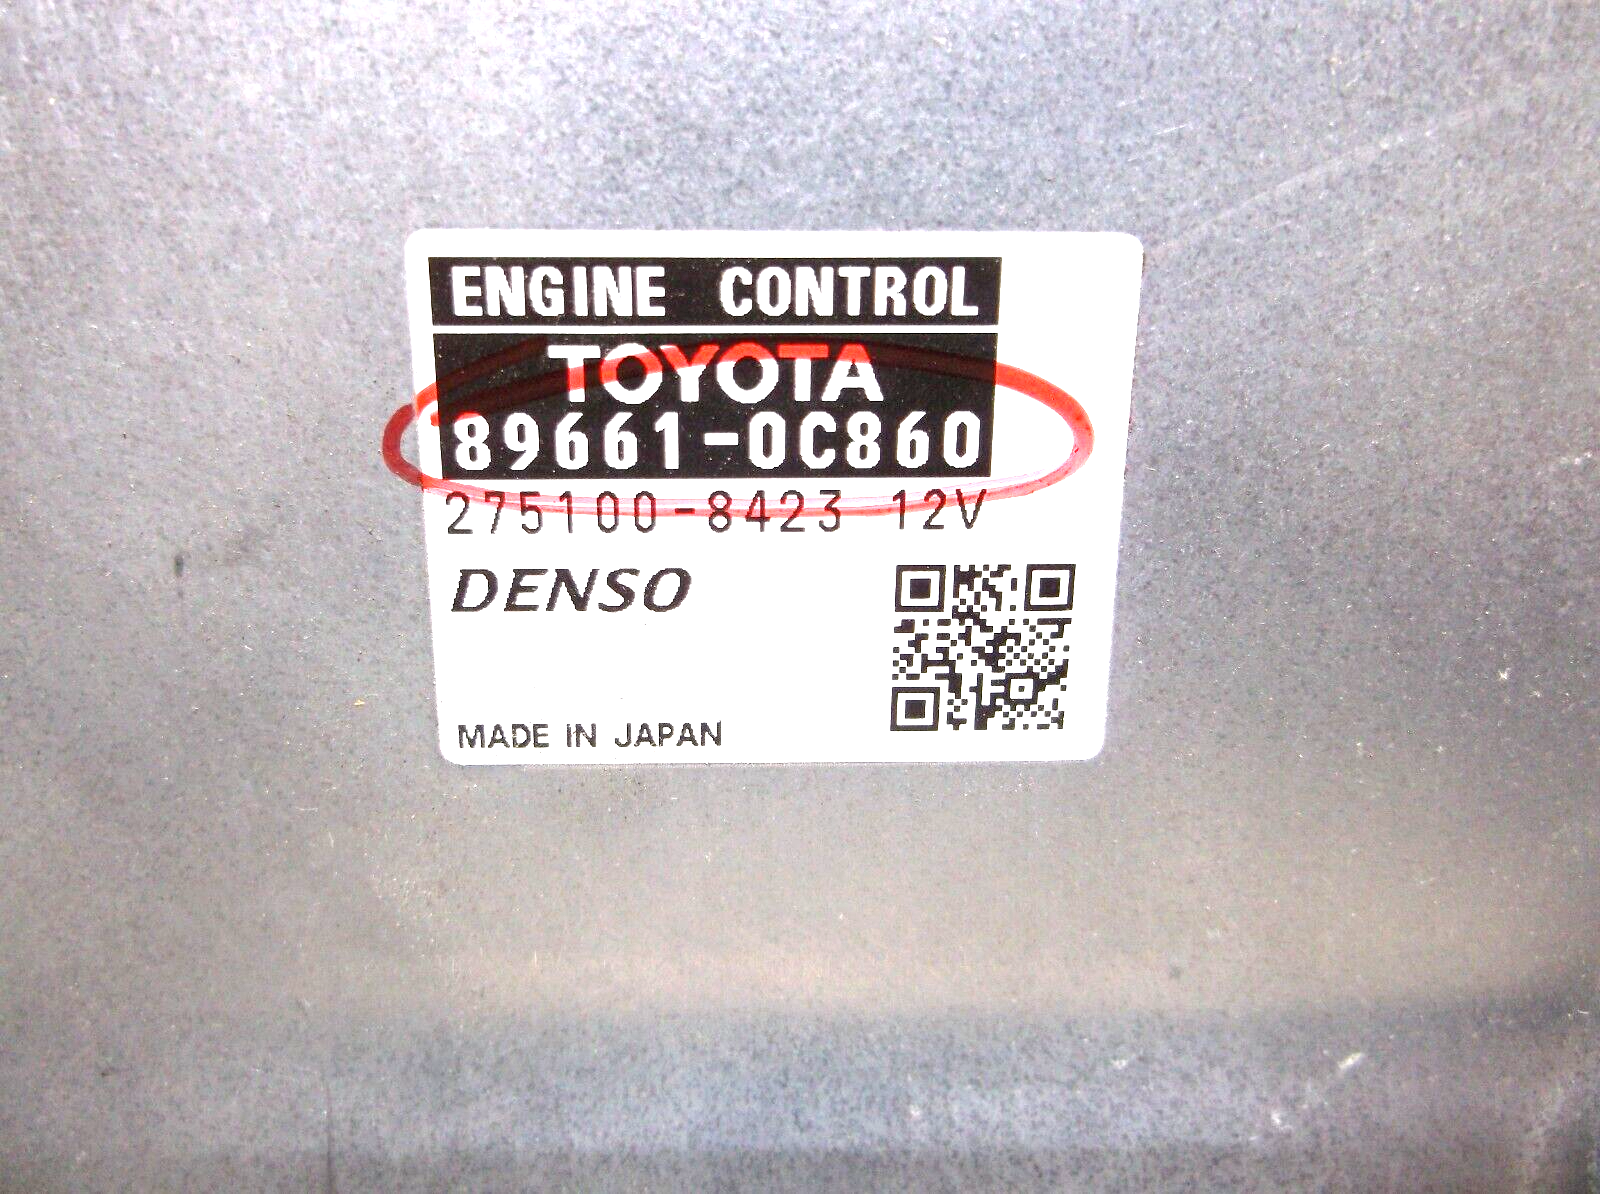 ENGINE CONTROL
TOYOTA
89661-0C860
275100-8423 12V
DENSO
MADE IN JAPAN